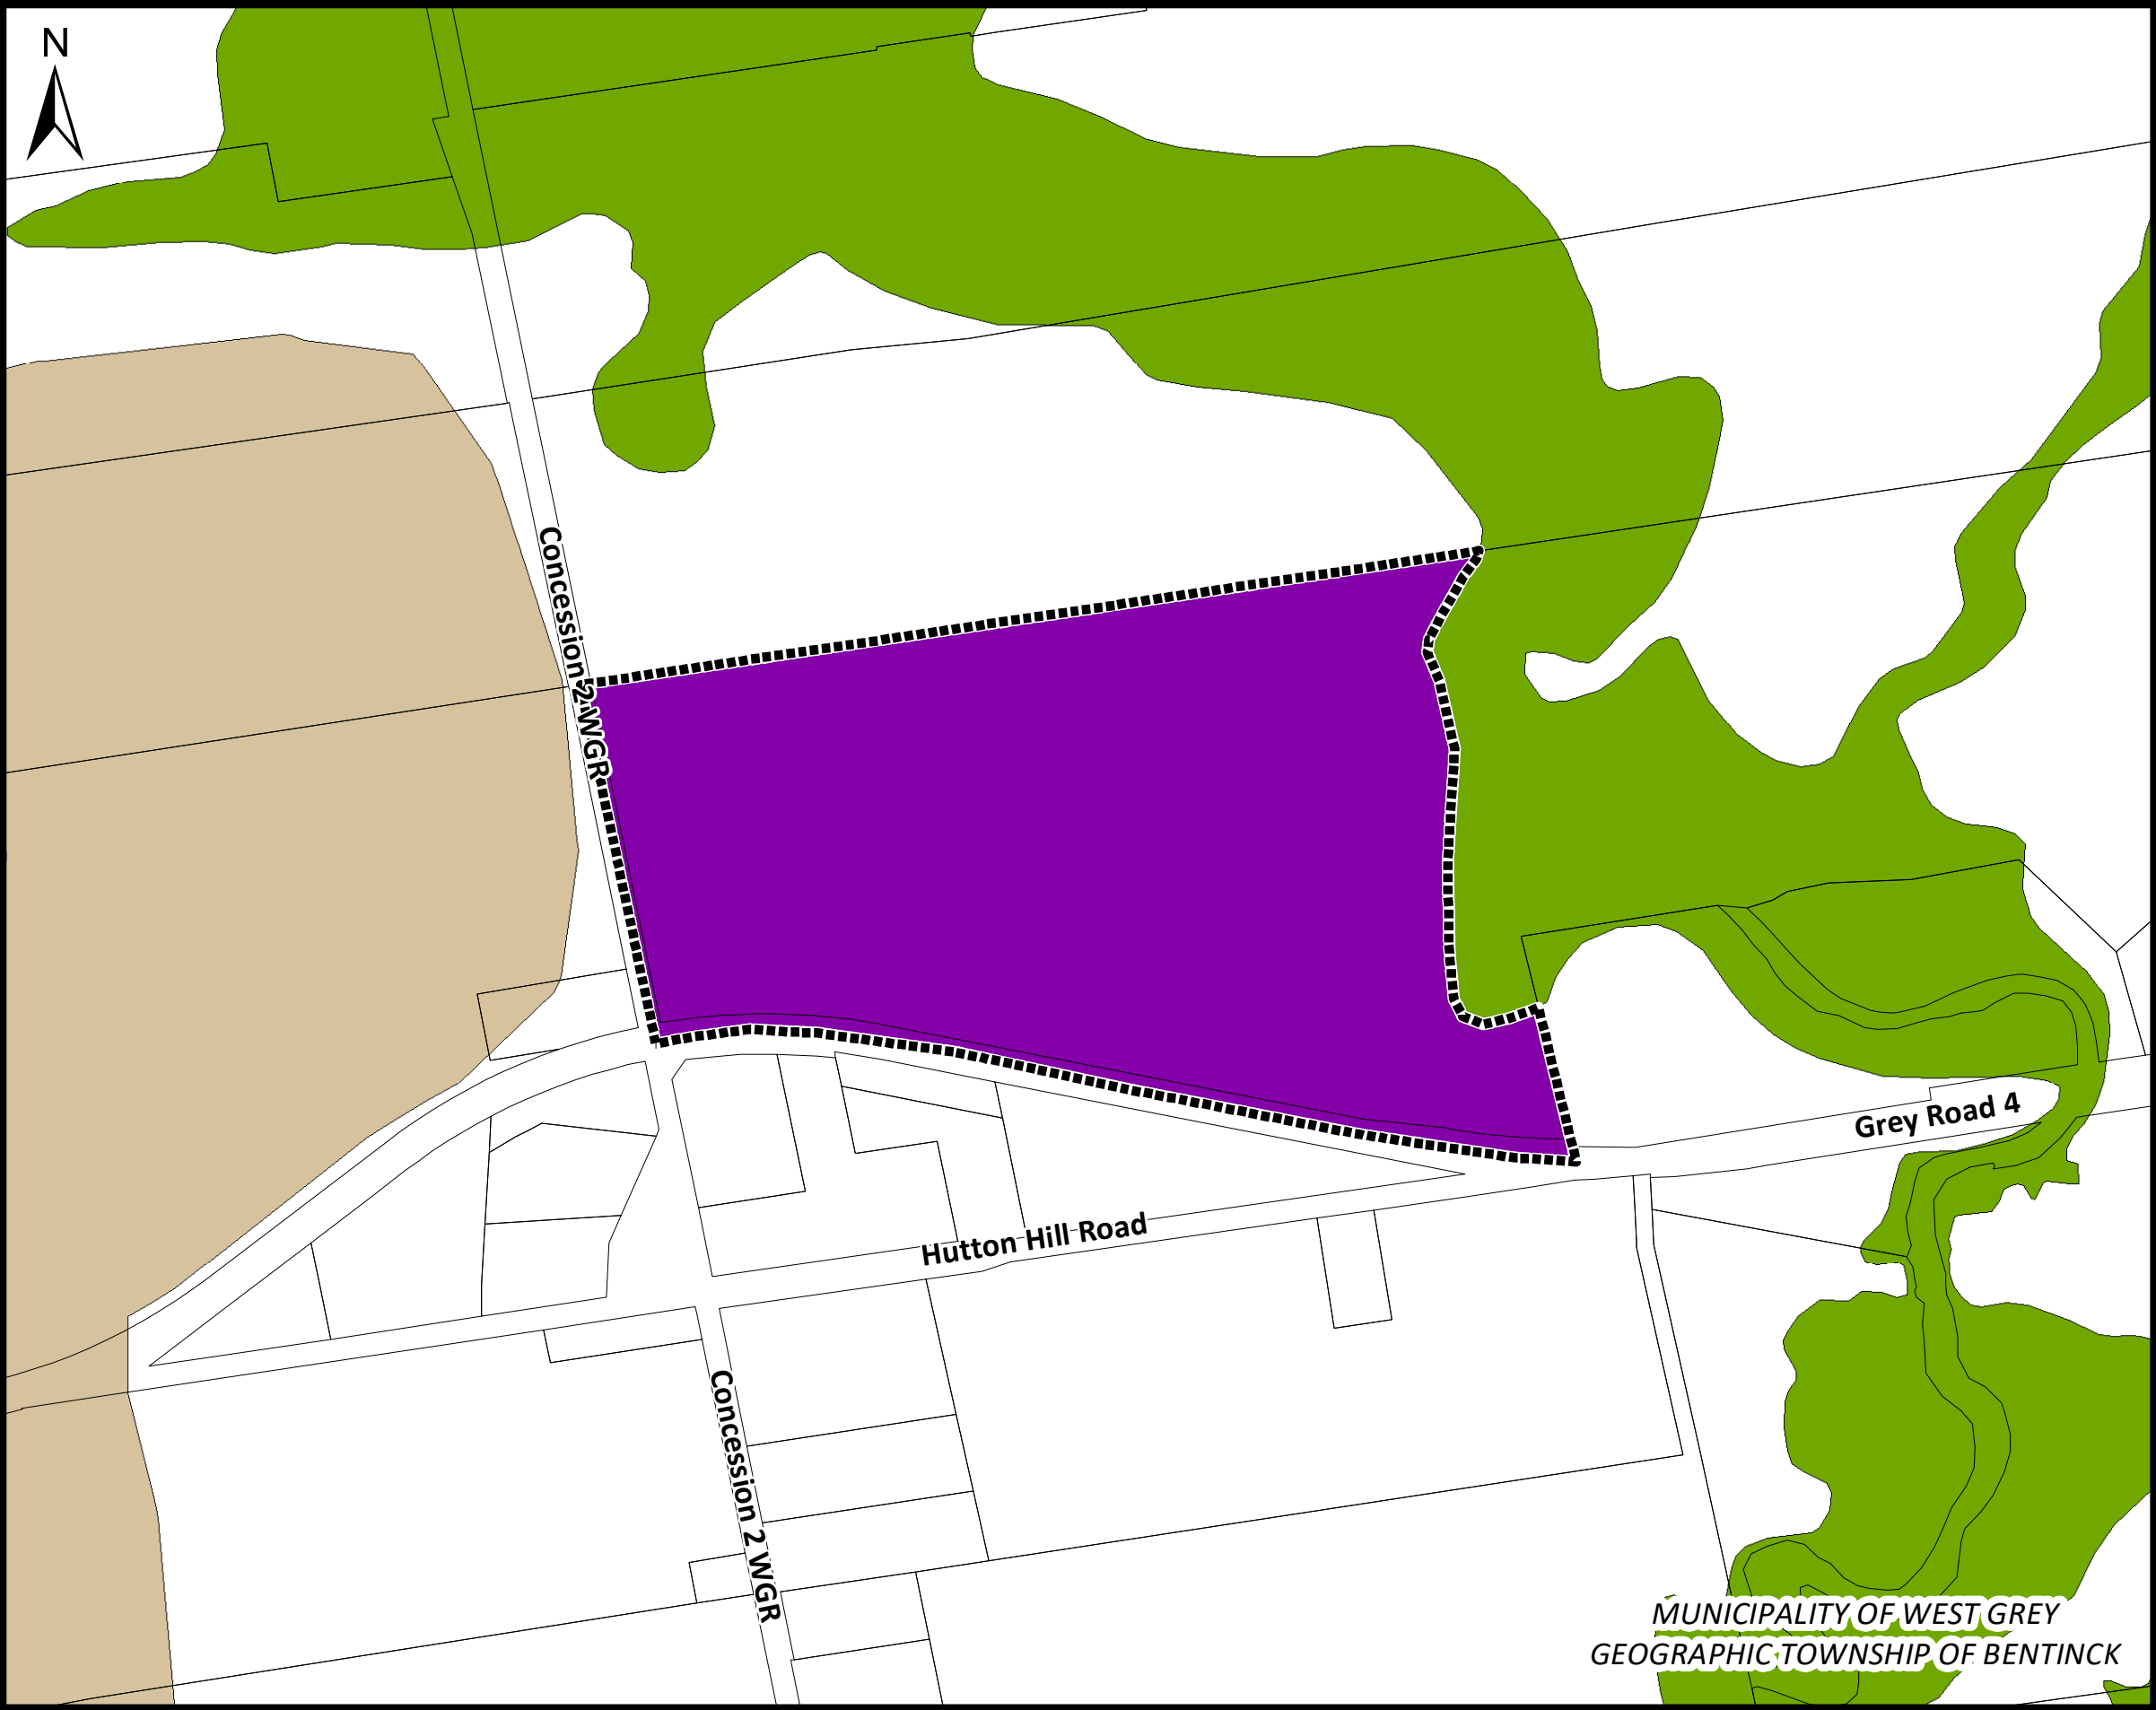 N
Concession 2 WGR
Grey Road 4
Hutton Hill Road
Concession 2 WGR
MUNICIPALITY OF WEST GREY
GEOGRAPHIC TOWNSHIP OF BENTINCK